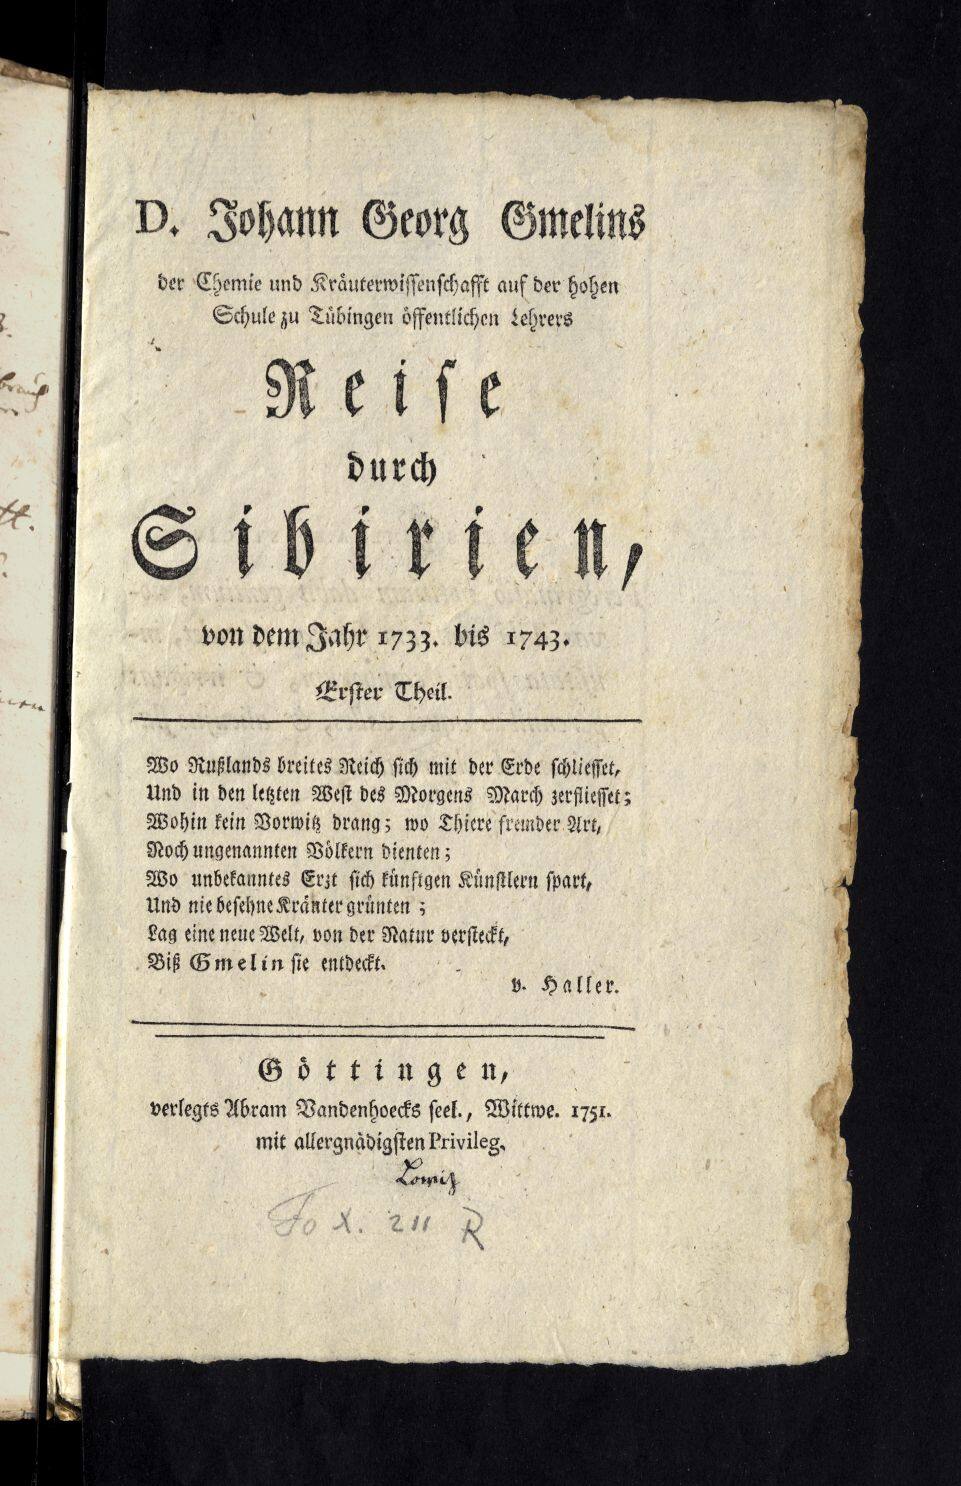 D. Johann Georg Gmelins
der Chemie und Kräuterwissenschafft auf der hohen
Schule zu Tübingen öffentlichen Lehrers
Reise
durch
Sibirien,
von dem Jahr 1733. bis 1743.
Erster Theil.
Wo Rußlands breites Reich sich mit der Erde schliesset,
Und in den letzten West des Morgens March zerfliesset;
Wohin kein Vorwitz drang; wo Thiere fremder Art,
Noch ungenannten Völkern dienten;
Wo unbekanntes Erzt sich künftgen Künstlern spart,
Und nie besehne Kräuter grünten;
Lag eine neue Welt, von der Natur versteckt,
Biß Gmelin sie entdeckt.
v. Haller.
Göttingen,
verlegts Abram Vandenhoecks seel., Wittwe. 1751.
mit allergnädigsten Privileg.
Lowiz
Fo X. 211 R